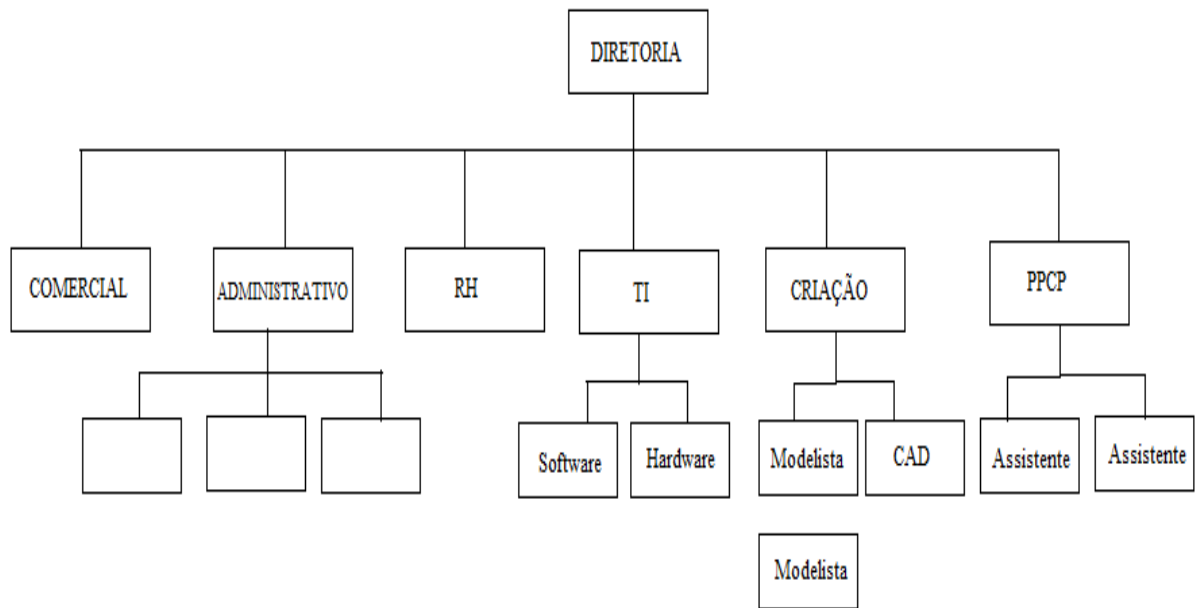 DIRETORIA
COMERCIAL
ADMINISTRATIVO
RH
TI
CRIAÇÃO
PPCP
Software
Hardware
Modelista
CAD
Assistente
Assistente
Modelista